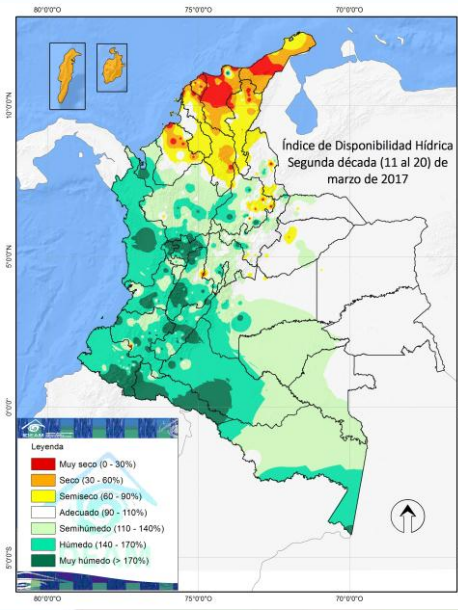 80°0'0"O
75°0'0"O
70°0'0"O
10°0'0"N
5°0'0"N
0°0'0"
5°0'0"S
Índice de Disponibilidad Hídrica
Segunda década (11 al 20) de
marzo de 2017
IDEAM
Leyenda
Muy seco (0 - 30%)
Seco (30 - 60%)
Semiseco (60 - 90%)
Adecuado (90 - 110%)
Semihúmedo (110 - 140%)
Húmedo (140 - 170%)
Muy húmedo (> 170%)
80°0'0"O
75°0'0"O
70°0'0"O